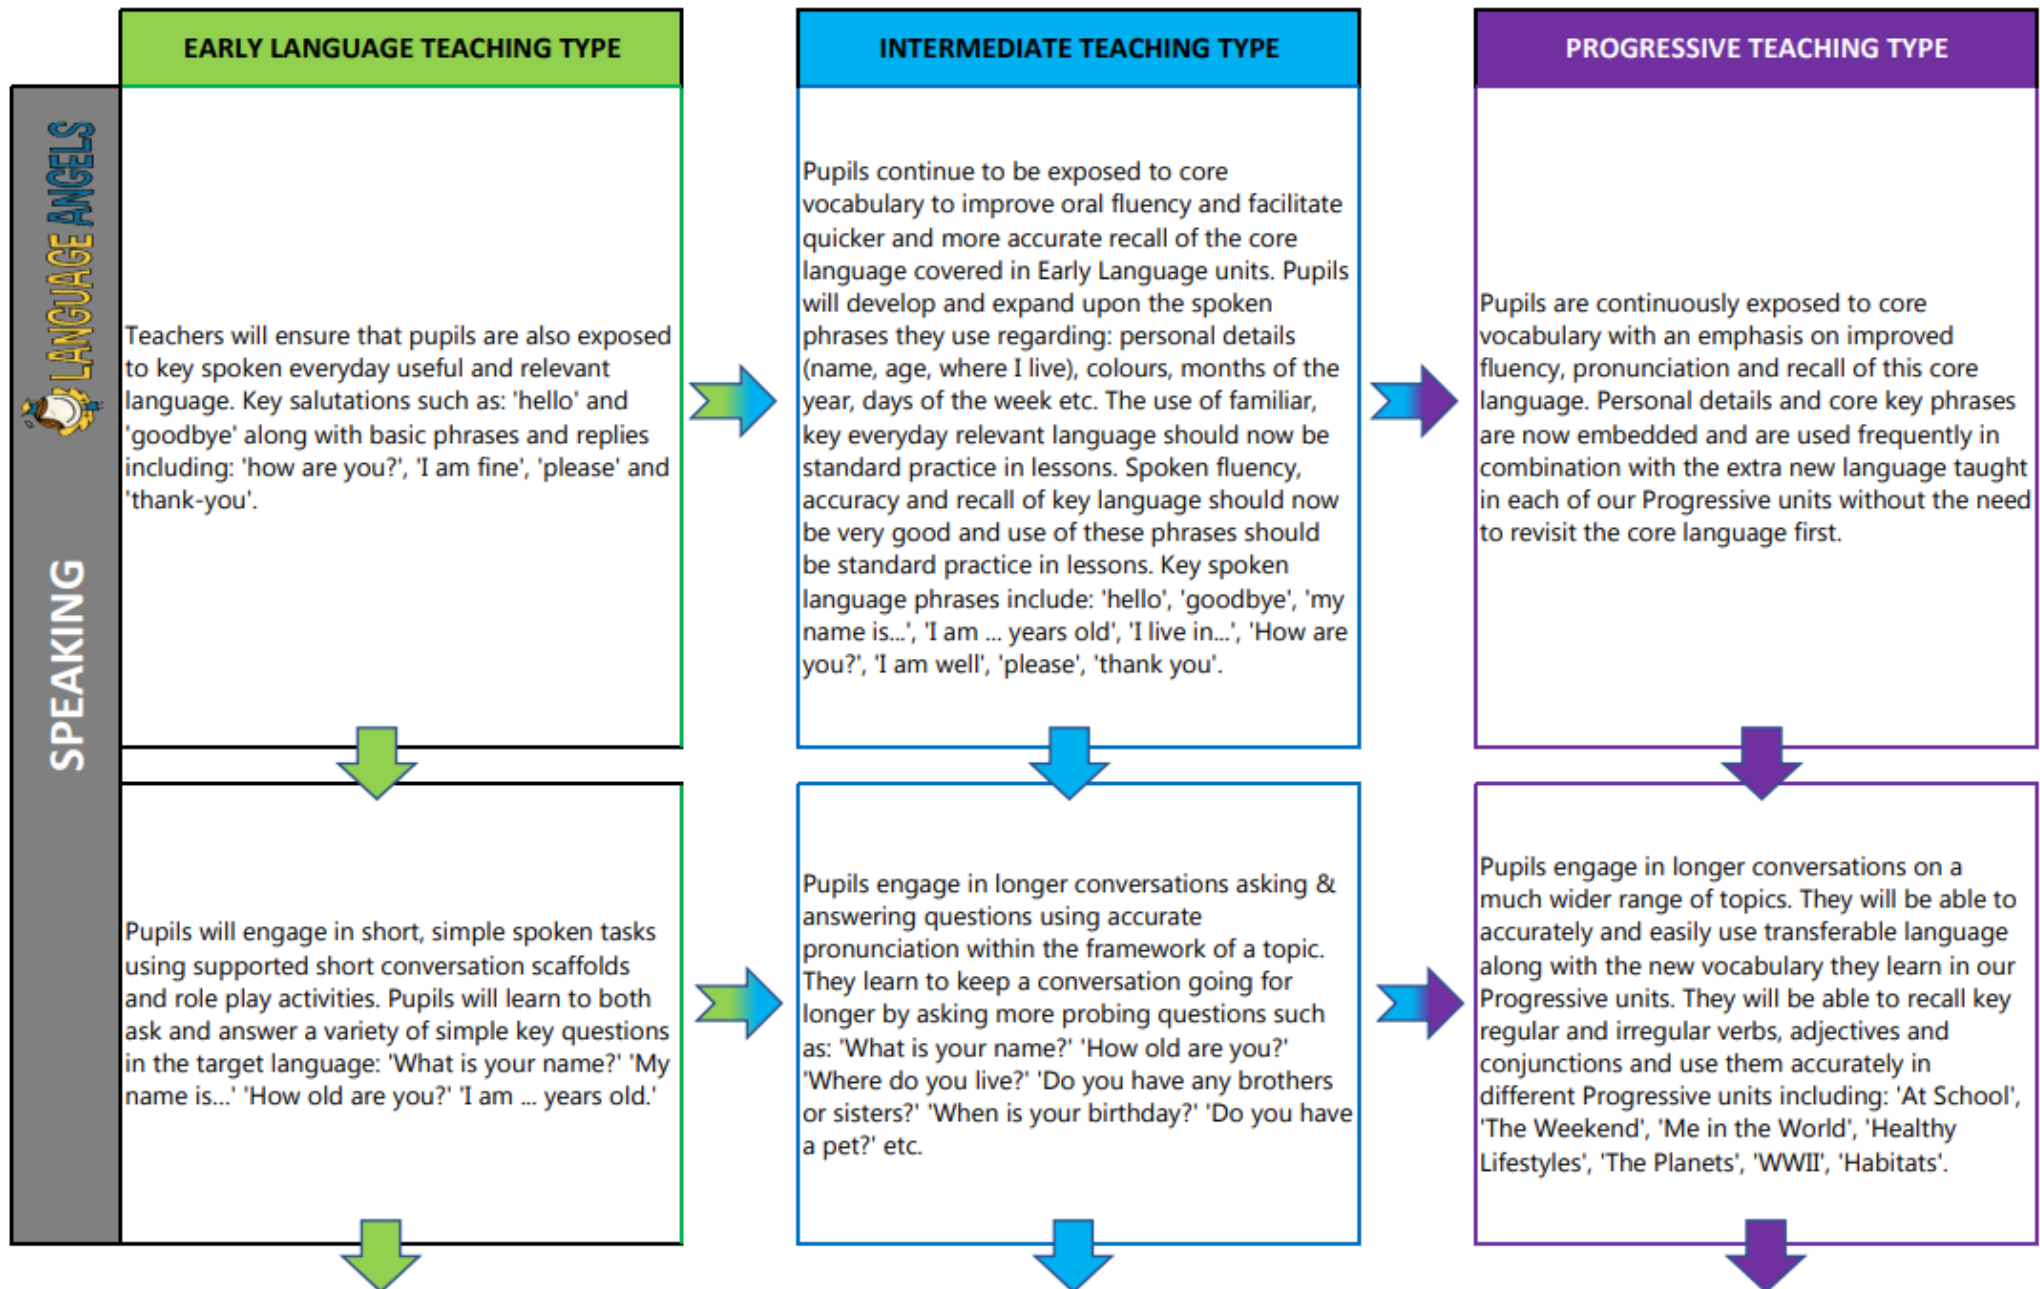 EARLY LANGUAGE TEACHING TYPE
INTERMEDIATE TEACHING TYPE
PROGRESSIVE TEACHING TYPE
LANGUAGE ANGELS
SPEAKING
Teachers will ensure that pupils are also exposed
to key spoken everyday useful and relevant
language. Key salutations such as: 'hello' and
'goodbye' along with basic phrases and replies
including: 'how are you?', 'I am fine', 'please' and
'thank-you'.
Pupils continue to be exposed to core
vocabulary to improve oral fluency and facilitate
quicker and more accurate recall of the core
language covered in Early Language units. Pupils
will develop and expand upon the spoken
phrases they use regarding: personal details
(name, age, where I live), colours, months of the
year, days of the week etc. The use of familiar,
key everyday relevant language should now be
standard practice in lessons. Spoken fluency,
accuracy and recall of key language should now
be very good and use of these phrases should
be standard practice in lessons. Key spoken
language phrases include: 'hello', 'goodbye', 'my
name is...', 'I am ... years old', 'I live in...', 'How are
you?', 'I am well', 'please', 'thank you'.
Pupils are continuously exposed to core
vocabulary with an emphasis on improved
fluency, pronunciation and recall of this core
language. Personal details and core key phrases
are now embedded and are used frequently in
combination with the extra new language taught
in each of our Progressive units without the need
to revisit the core language first.
Pupils will engage in short, simple spoken tasks
using supported short conversation scaffolds
and role play activities. Pupils will learn to both
ask and answer a variety of simple key questions
in the target language: 'What is your name?' 'My
name is...' 'How old are you?' 'I am ... years old.'
Pupils engage in longer conversations asking &
answering questions using accurate
pronunciation within the framework of a topic.
They learn to keep a conversation going for
longer by asking more probing questions such
as: 'What is your name?' 'How old are you?'
'Where do you live?' 'Do you have any brothers
or sisters?' 'When is your birthday?' 'Do you have
a pet?' etc.
Pupils engage in longer conversations on a
much wider range of topics. They will be able to
accurately and easily use transferable language
along with the new vocabulary they learn in our
Progressive units. They will be able to recall key
regular and irregular verbs, adjectives and
conjunctions and use them accurately in
different Progressive units including: 'At School',
'The Weekend', 'Me in the World', 'Healthy
Lifestyles', 'The Planets', 'WWII', 'Habitats'.